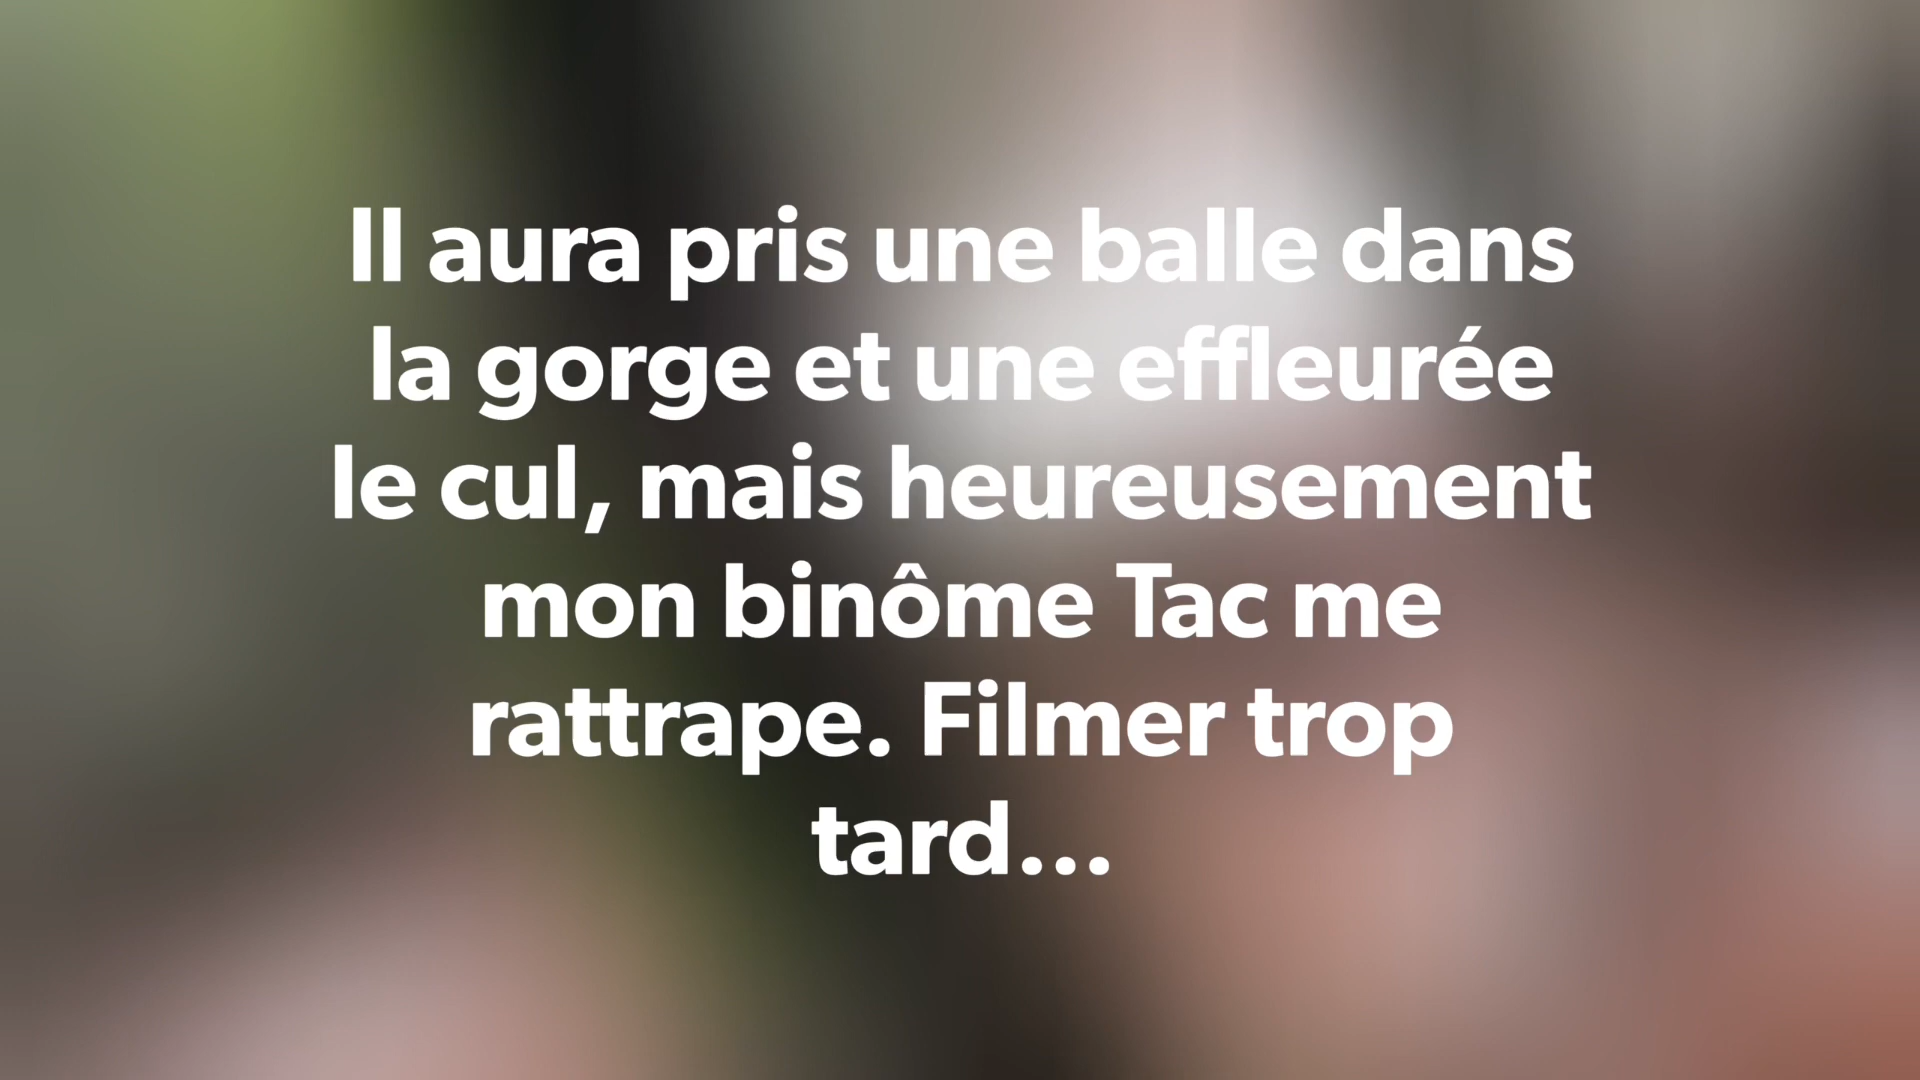 Il aura pris une balle dans
la gorge et une effleurée
le cul, mais heureusement
mon binôme Tac me
rattrape. Filmer trop
tard...